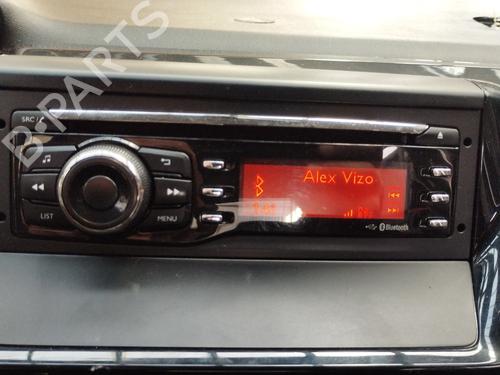 B-PARTS
SRC /
Alex Vizo
LIST
MENU
Bluetooth